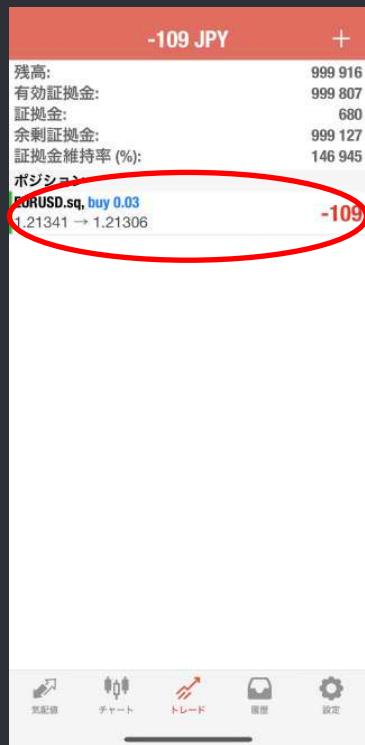 -109 JPY +
残高: 999 916
有効証拠金: 999 807
証拠金: 680
余剰証拠金: 999 127
証拠金維持率 (%): 146 945
ポジション
EURUSD.sq, buy 0.03
1.21341 → 1.21306 -109
気配値 チャート トレード 履歴 設定